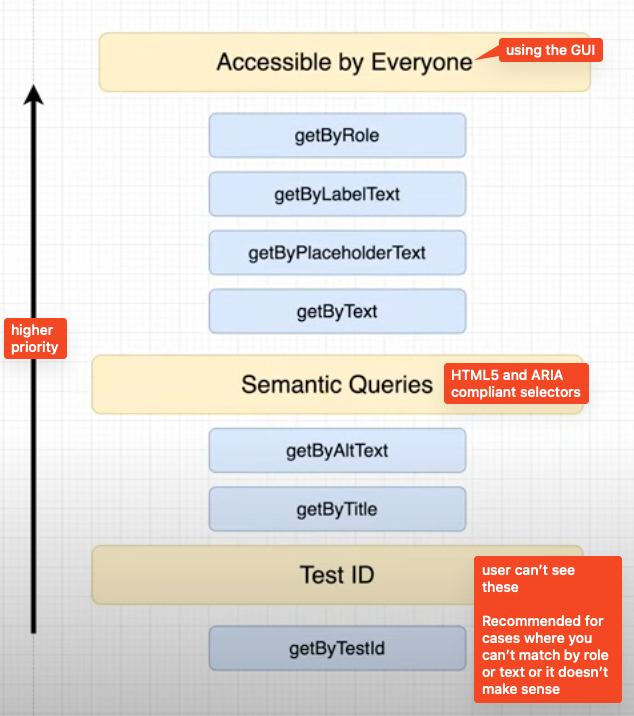 Accessible by Everyone
using the GUI
getByRole
getByLabelText
getByPlaceholderText
getByText
higher
priority
Semantic Queries
HTML5 and ARIA
compliant selectors
getByAltText
getByTitle
Test ID
user can’t see
these
Recommended for
cases where you
can’t match by role
or text or it doesn’t
make sense
getByTestId